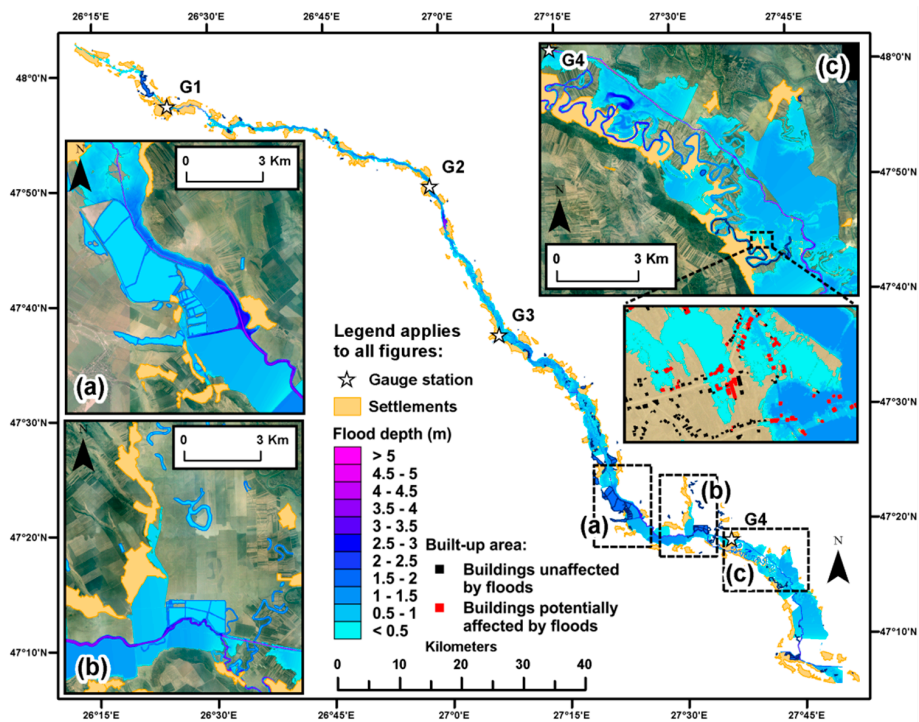 26°15'E 26°30'E 26°45'E 27°0'E 27°15'E 27°30'E 27°45'E
48°0'N
47°50'N
47°40'N
47°30'N
47°20'N
47°10'N
48°0'N
47°50'N
47°40'N
47°30'N
47°20'N
47°10'N
G1
G2
G3
G4
(a)
(b)
(c)
N
0 3 Km
(a)
N
0 3 Km
(b)
G4
(c)
N
0 3 Km
Legend applies
to all figures:
Gauge station
Settlements
Flood depth (m)
> 5
4.5 - 5
4 - 4.5
3.5 - 4
3 - 3.5
2.5 - 3
2 - 2.5
1.5 - 2
1 - 1.5
0.5 - 1
< 0.5
Built-up area:
Buildings unaffected
by floods
Buildings potentially
affected by floods
Kilometers
0 10 20 30 40
N
26°15'E 26°30'E 26°45'E 27°0'E 27°15'E 27°30'E 27°45'E